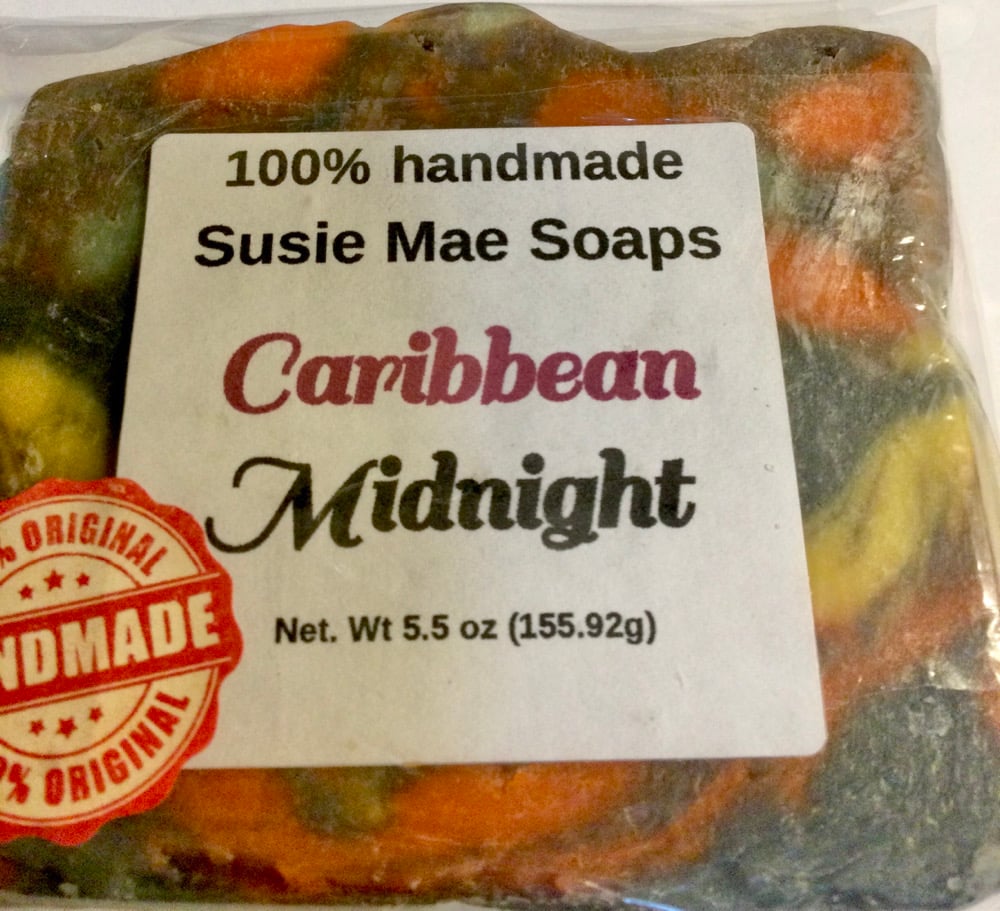 100% handmade
Susie Mae Soaps
Caribbean
Midnight
Net. Wt 5.5 oz (155.92g)
% ORIGINAL
NDMADE
% ORIGINAL